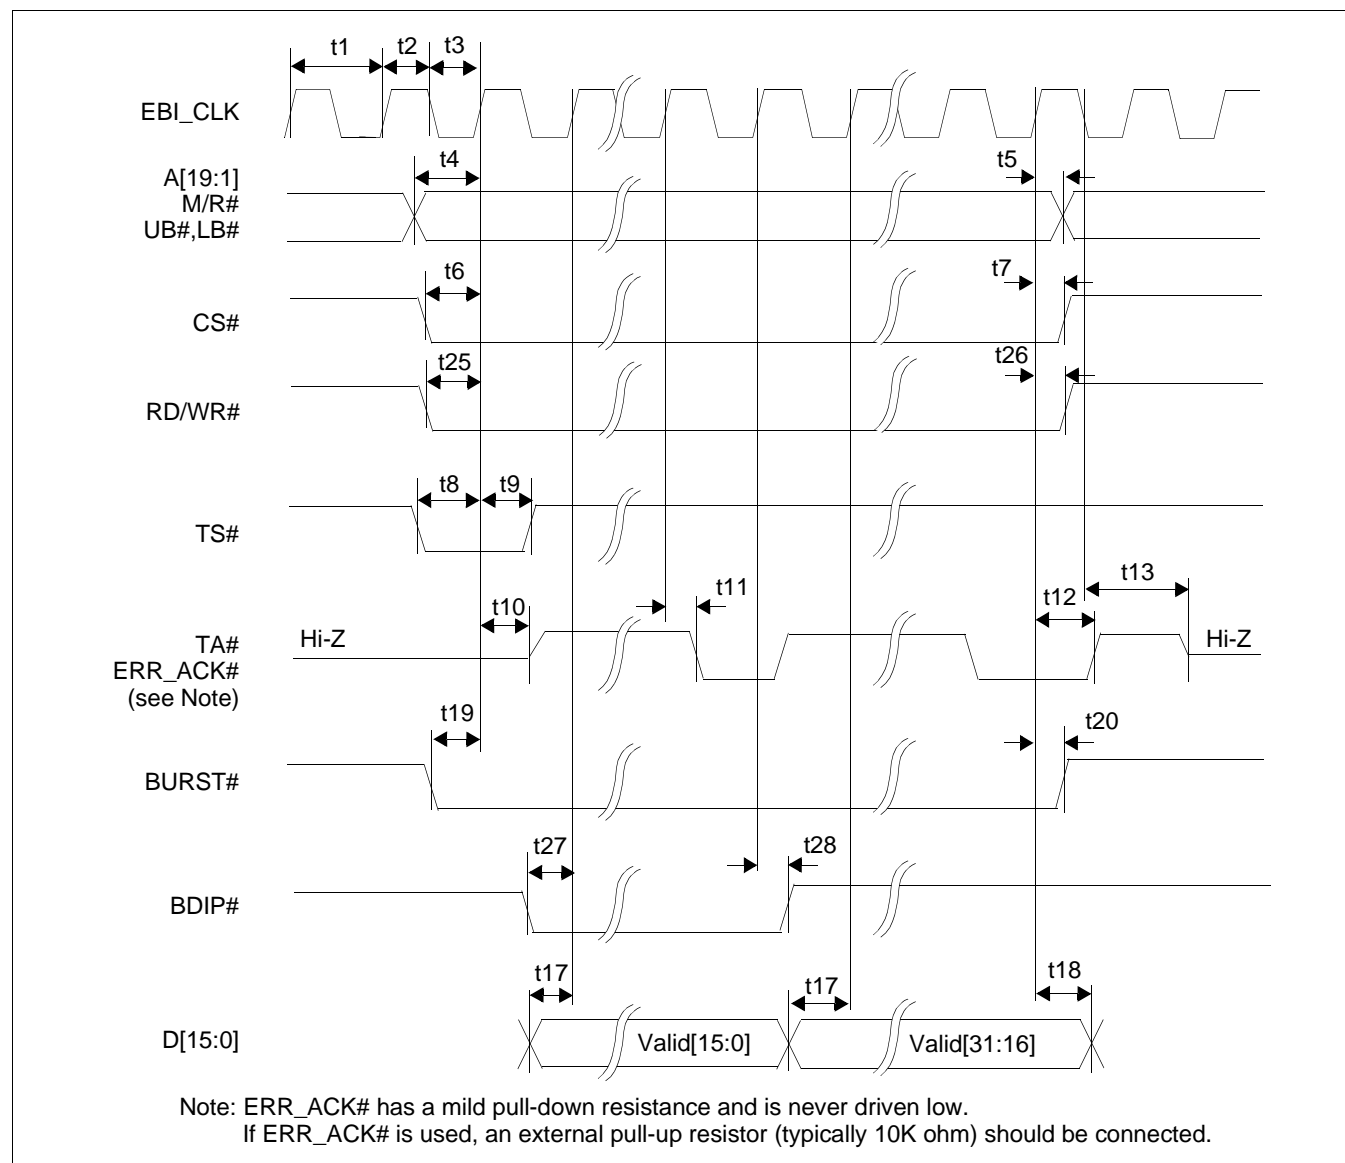 t1 t2 t3
EBI_CLK
t4 t5
A[19:1]
M/R#
UB#,LB#
t6 t7
CS#
t25 t26
RD/WR#
t8 t9
TS#
t10 t11 t12 t13
Hi-Z Hi-Z
TA#
ERR_ACK#
(see Note)
t19 t20
BURST#
t27 t28
BDIP#
t17 t17 t18
D[15:0] Valid[15:0] Valid[31:16]
Note: ERR_ACK# has a mild pull-down resistance and is never driven low.
If ERR_ACK# is used, an external pull-up resistor (typically 10K ohm) should be connected.